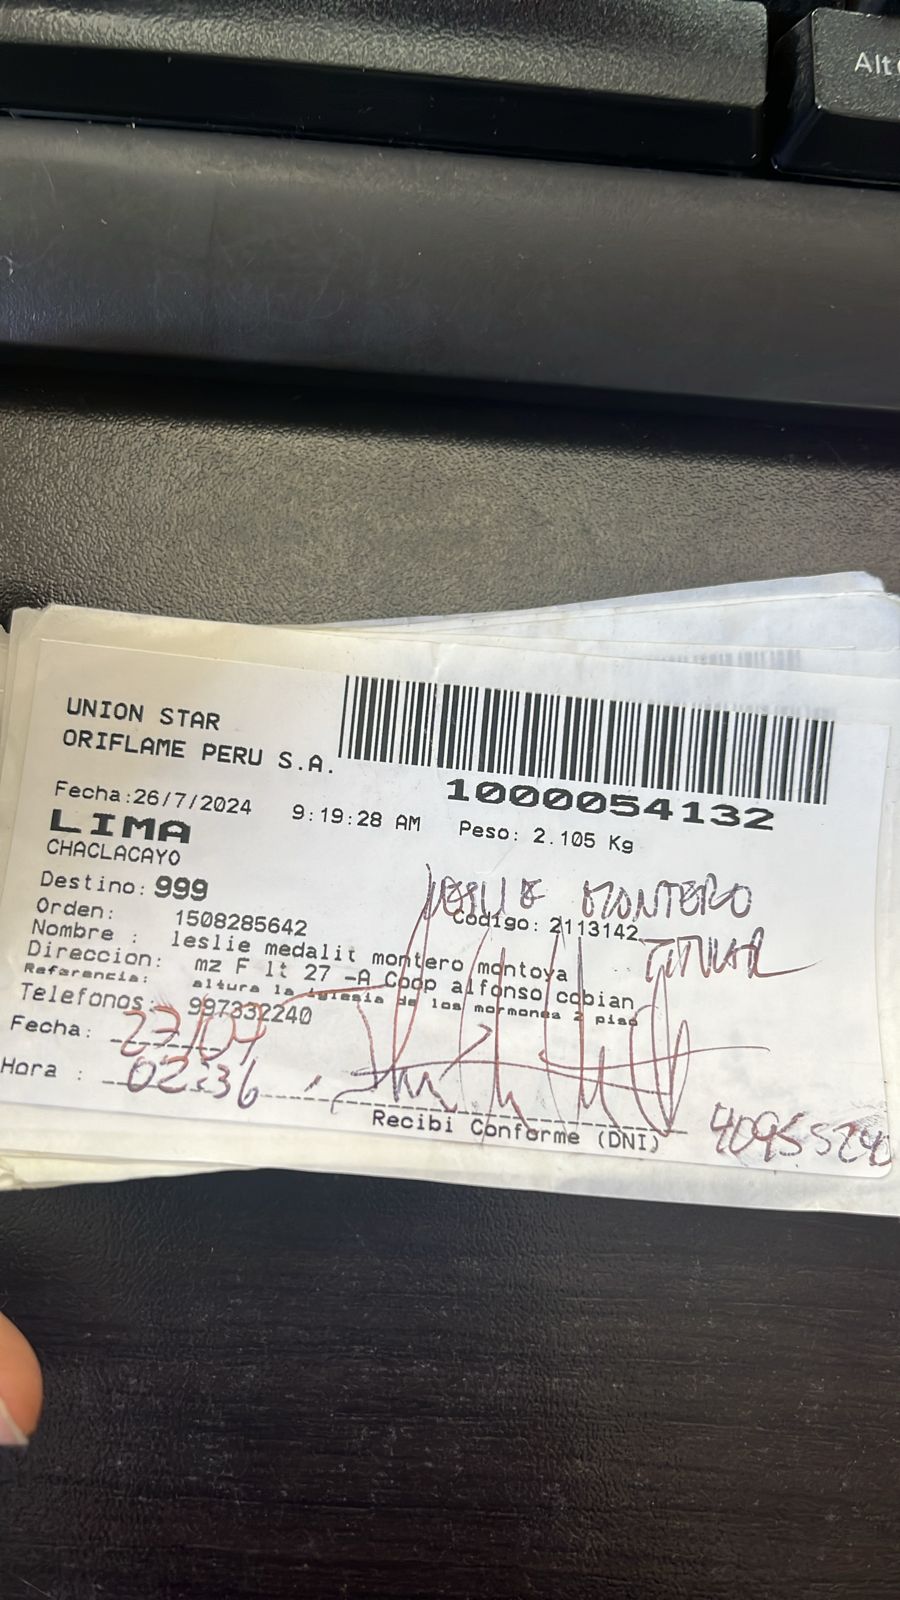 Alt
UNION STAR
ORIFLAME PERU S.A.
1000054132
Fecha:26/7/2024 9:19:28 AM Peso: 2.105 Kg
LIMA
CHACLACAYO
LESLIE MONTERO
Destino: 999
TITULAR
Orden: 1508285642 Codigo: 2113142
Nombre : leslie medalit montero montoya
Direccion: mz F lt 27 -A Coop alfonso cobian
Referencia: altura la iglesia de los mormones 2 piso
Telefonos: 997332240
Fecha:
Hora : 02:36
Recibi Conforme (DNI)